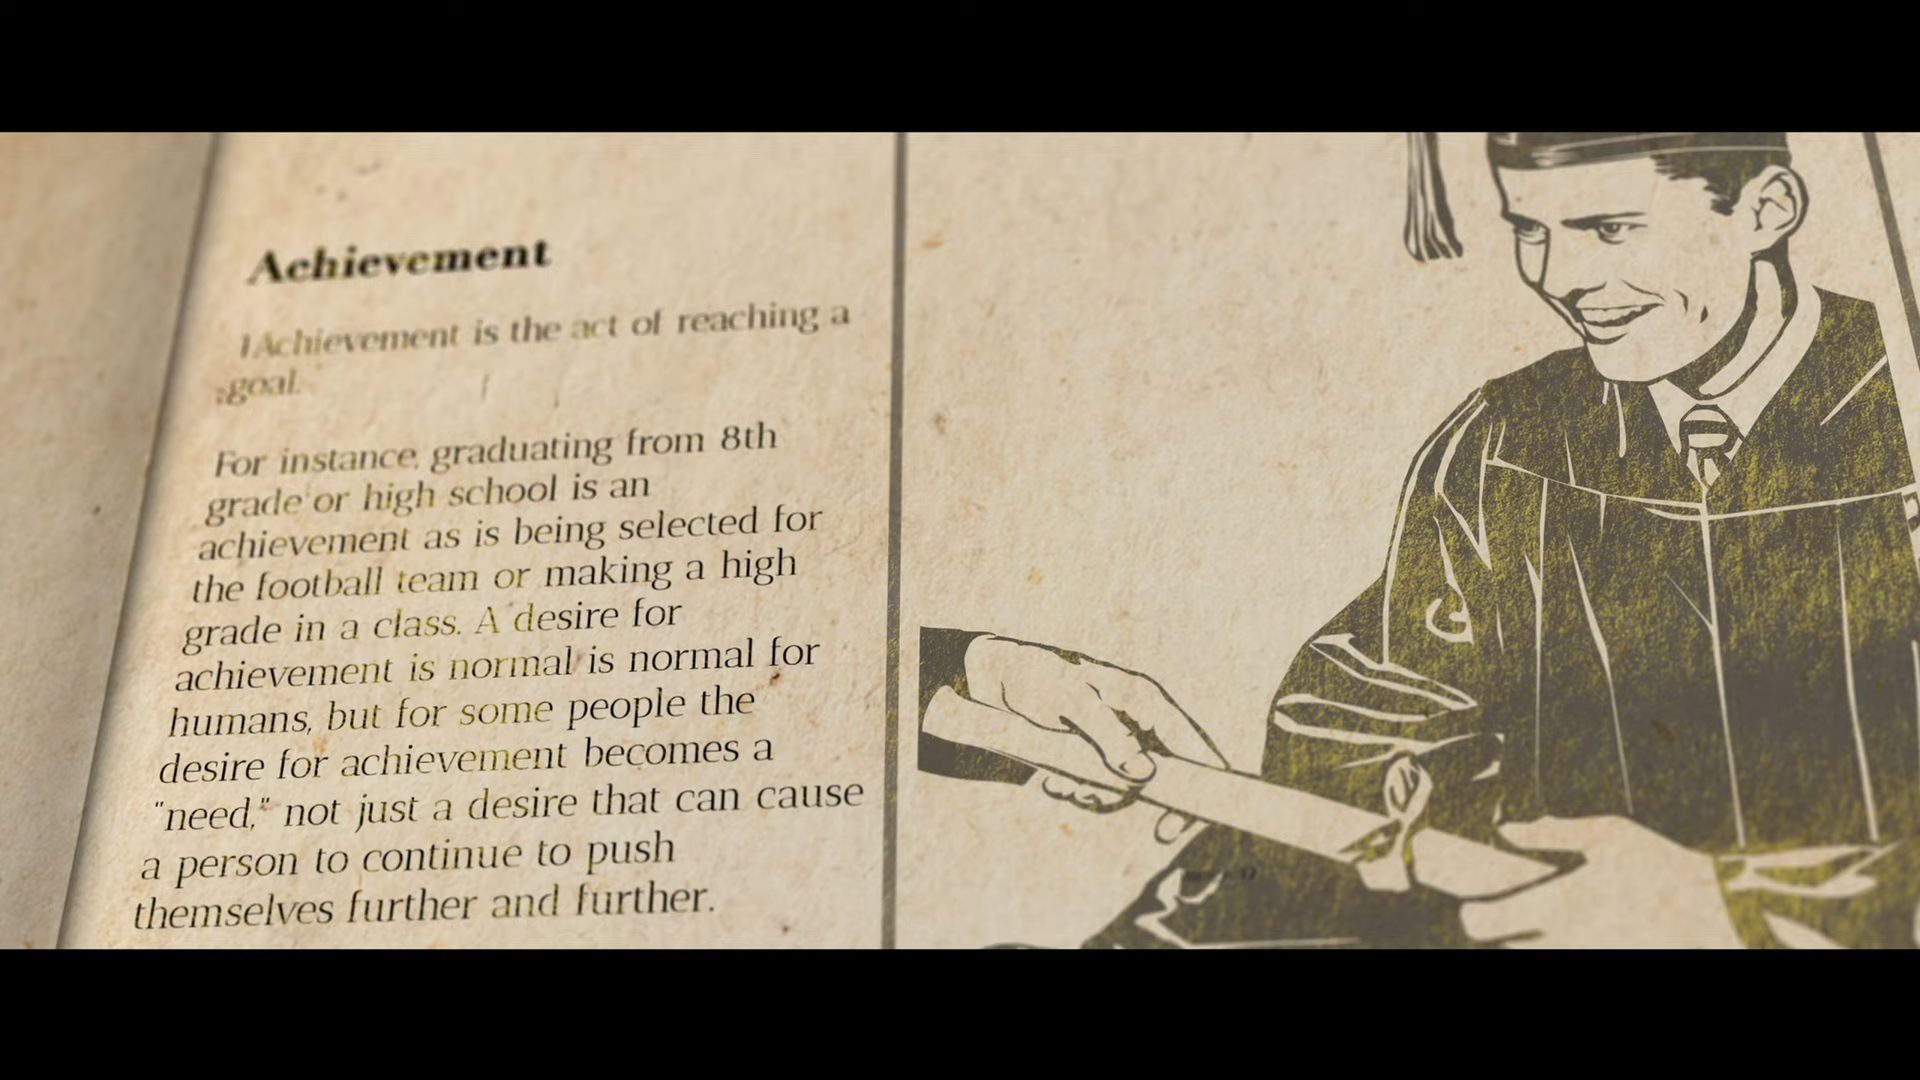 Achievement
1Achievement is the act of reaching a
goal.
For instance, graduating from 8th
grade or high school is an
achievement as is being selected for
the football team or making a high
grade in a class. A desire for
achievement is normal is normal for
humans, but for some people the
desire for achievement becomes a
"need," not just a desire that can cause
a person to continue to push
themselves further and further.